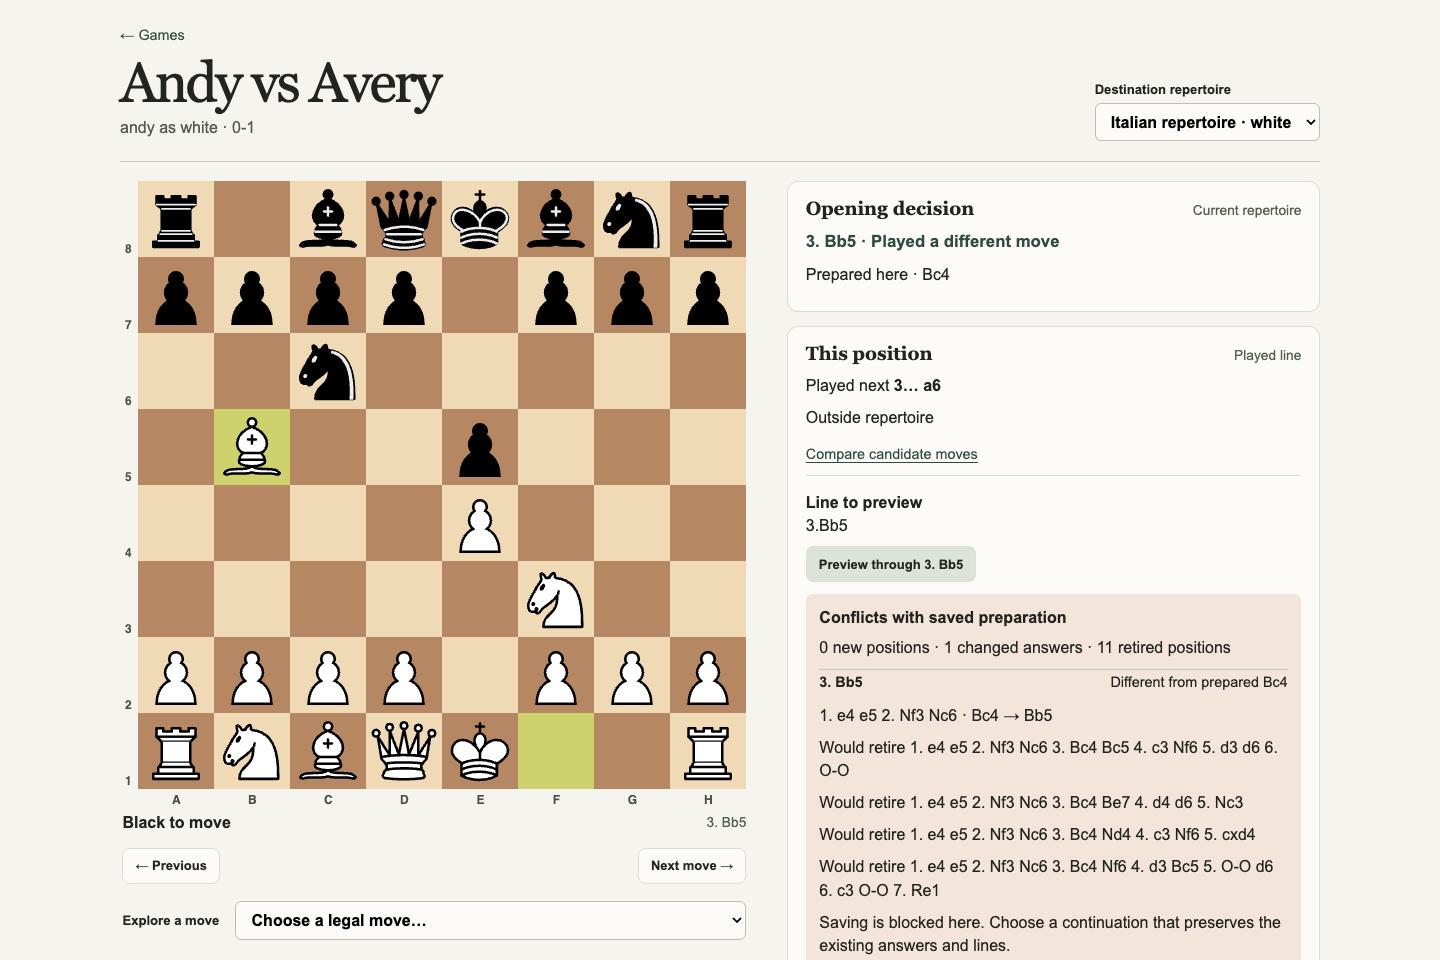 ← Games
Andy vs Avery
andy as white · 0-1
Destination repertoire
Italian repertoire · white
8
7
6
5
4
3
2
1
A B C D E F G H
Black to move
3. Bb5
← Previous
Next move →
Explore a move
Choose a legal move...
Opening decision
Current repertoire
3. Bb5 · Played a different move
Prepared here · Bc4
This position
Played line
Played next 3... a6
Outside repertoire
Compare candidate moves
Line to preview
3.Bb5
Preview through 3. Bb5
Conflicts with saved preparation
0 new positions · 1 changed answers · 11 retired positions
3. Bb5
Different from prepared Bc4
1. e4 e5 2. Nf3 Nc6 · Bc4 → Bb5
Would retire 1. e4 e5 2. Nf3 Nc6 3. Bc4 Bc5 4. c3 Nf6 5. d3 d6 6.
O-O
Would retire 1. e4 e5 2. Nf3 Nc6 3. Bc4 Be7 4. d4 d6 5. Nc3
Would retire 1. e4 e5 2. Nf3 Nc6 3. Bc4 Nd4 4. c3 Nf6 5. cxd4
Would retire 1. e4 e5 2. Nf3 Nc6 3. Bc4 Nf6 4. d3 Bc5 5. O-O d6
6. c3 O-O 7. Re1
Saving is blocked here. Choose a continuation that preserves the
existing answers and lines.